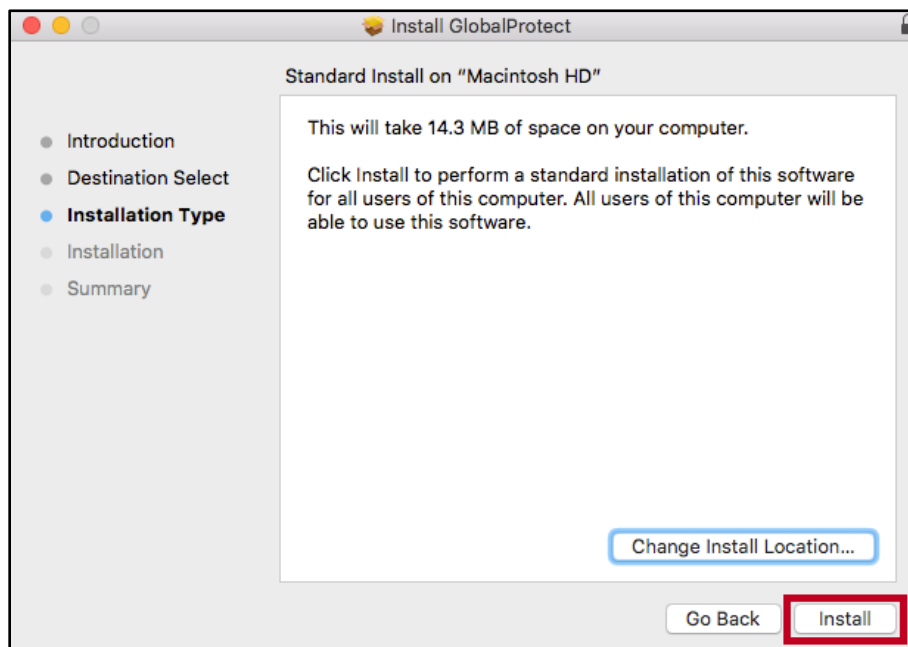 Install GlobalProtect
Standard Install on “Macintosh HD”
Introduction
Destination Select
Installation Type
Installation
Summary
This will take 14.3 MB of space on your computer.
Click Install to perform a standard installation of this software
for all users of this computer. All users of this computer will be
able to use this software.
Change Install Location...
Go Back
Install